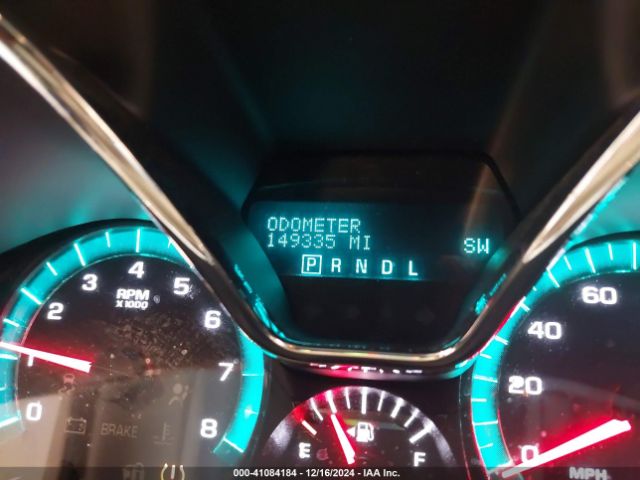 ODOMETER
149335 MI SW
P R N D L
0 1 2 3 4 5 6 7 8
RPM
X1000
BRAKE
E F
0 20 40 60
MPH
000-41084184 - 12/16/2024 - IAA Inc.